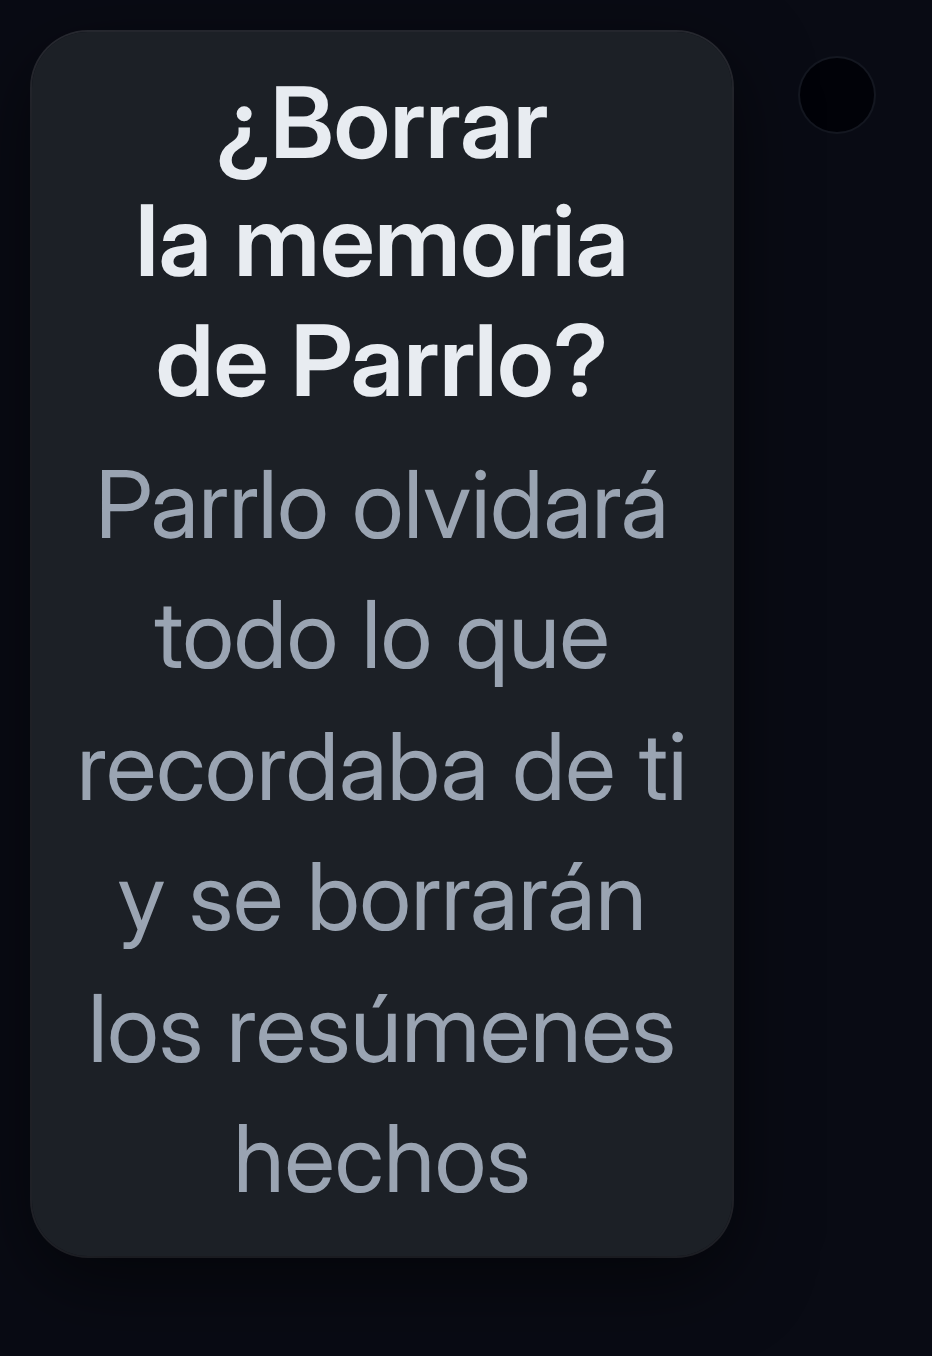 ¿Borrar
la memoria
de Parrlo?
Parrlo olvidará
todo lo que
recordaba de ti
y se borrarán
los resúmenes
hechos